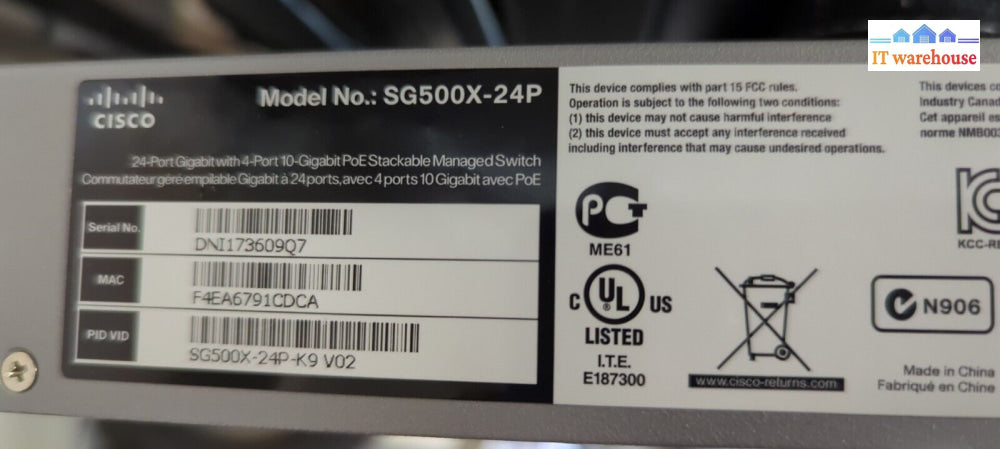 IT warehouse
CISCO
Model No.: SG500X-24P
24-Port Gigabit with 4-Port 10-Gigabit PoE Stackable Managed Switch
Commutateur géré empilable Gigabit à 24 ports, avec 4 ports 10 Gigabit avec PoE
Serial No.
DNI173609Q7
MAC
F4EA6791CDCA
PID VID
SG500X-24P-K9 V02
This device complies with part 15 FCC rules.
Operation is subject to the following two conditions:
(1) this device may not cause harmful interference
(2) this device must accept any interference received
including interference that may cause undesired operations.
This device co
Industry Canad
Cet appareil es
norme NMB003
PCT
ME61
C UL US
LISTED
I.T.E.
E187300
www.cisco-returns.com
KCC-RE
N906
Made in China
Fabriqué en Chine